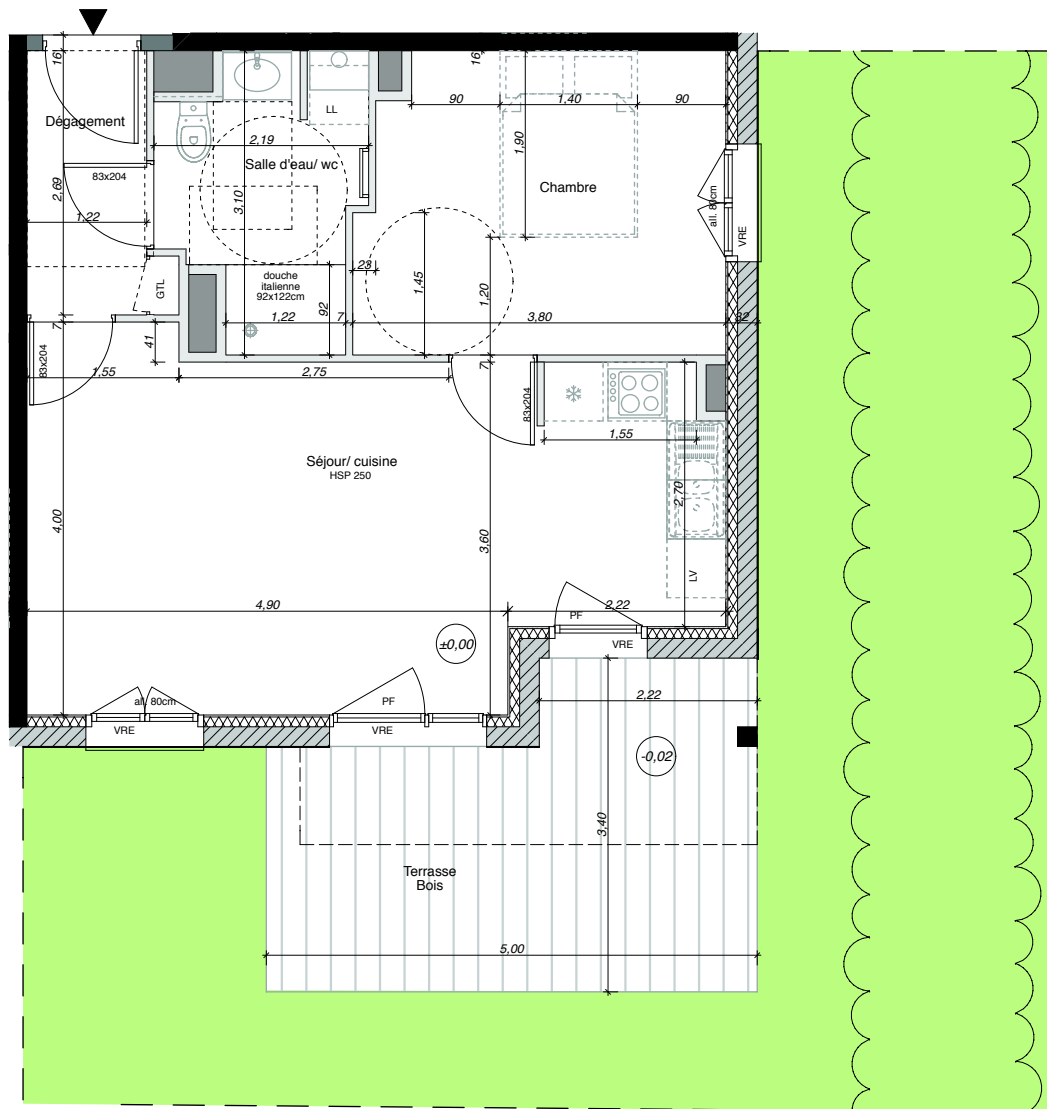 16
Dégagement
83x204
2,69
1,22
GTL
7
41
83x204
1,55
2,19
Salle d'eau/ wc
LL
3,10
douche
italienne
92x122cm
92
1,22
7
23
16
90
1,40
90
1,90
Chambre
all. 80cm
VRE
1,45
1,20
3,80
32
2,75
7
83x204
1,55
Séjour/ cuisine
HSP 250
4,00
3,60
2,70
LV
4,90
2,22
PF
VRE
±0,00
all. 80cm
VRE
PF
VRE
2,22
-0,02
3,40
Terrasse
Bois
5,00